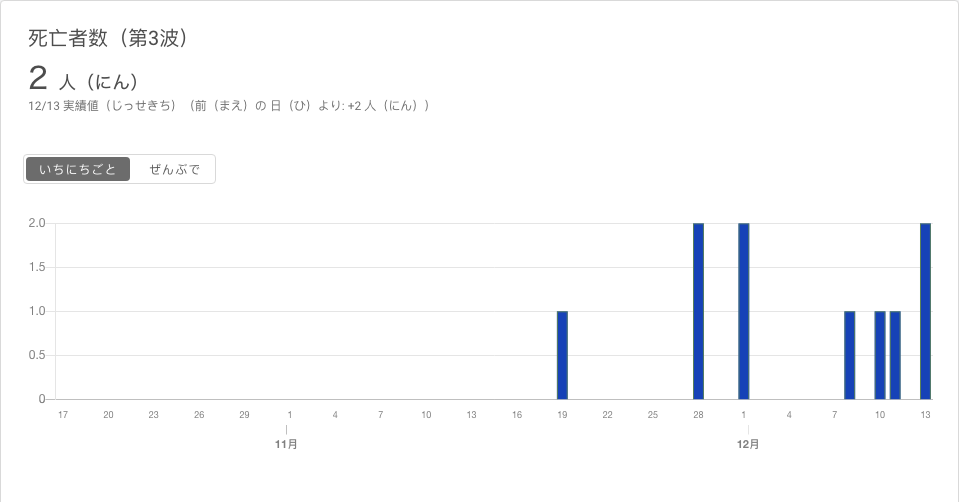 死亡者数（第3波）
2 人（にん）
12/13 実績値（じっせきち）（前（まえ）の 日（ひ）より: +2 人（にん））
いちにちごと ぜんぶで
2.0
1.5
1.0
0.5
0
17 20 23 26 29 1 4 7 10 13 16 19 22 25 28 1 4 7 10 13
11月 12月